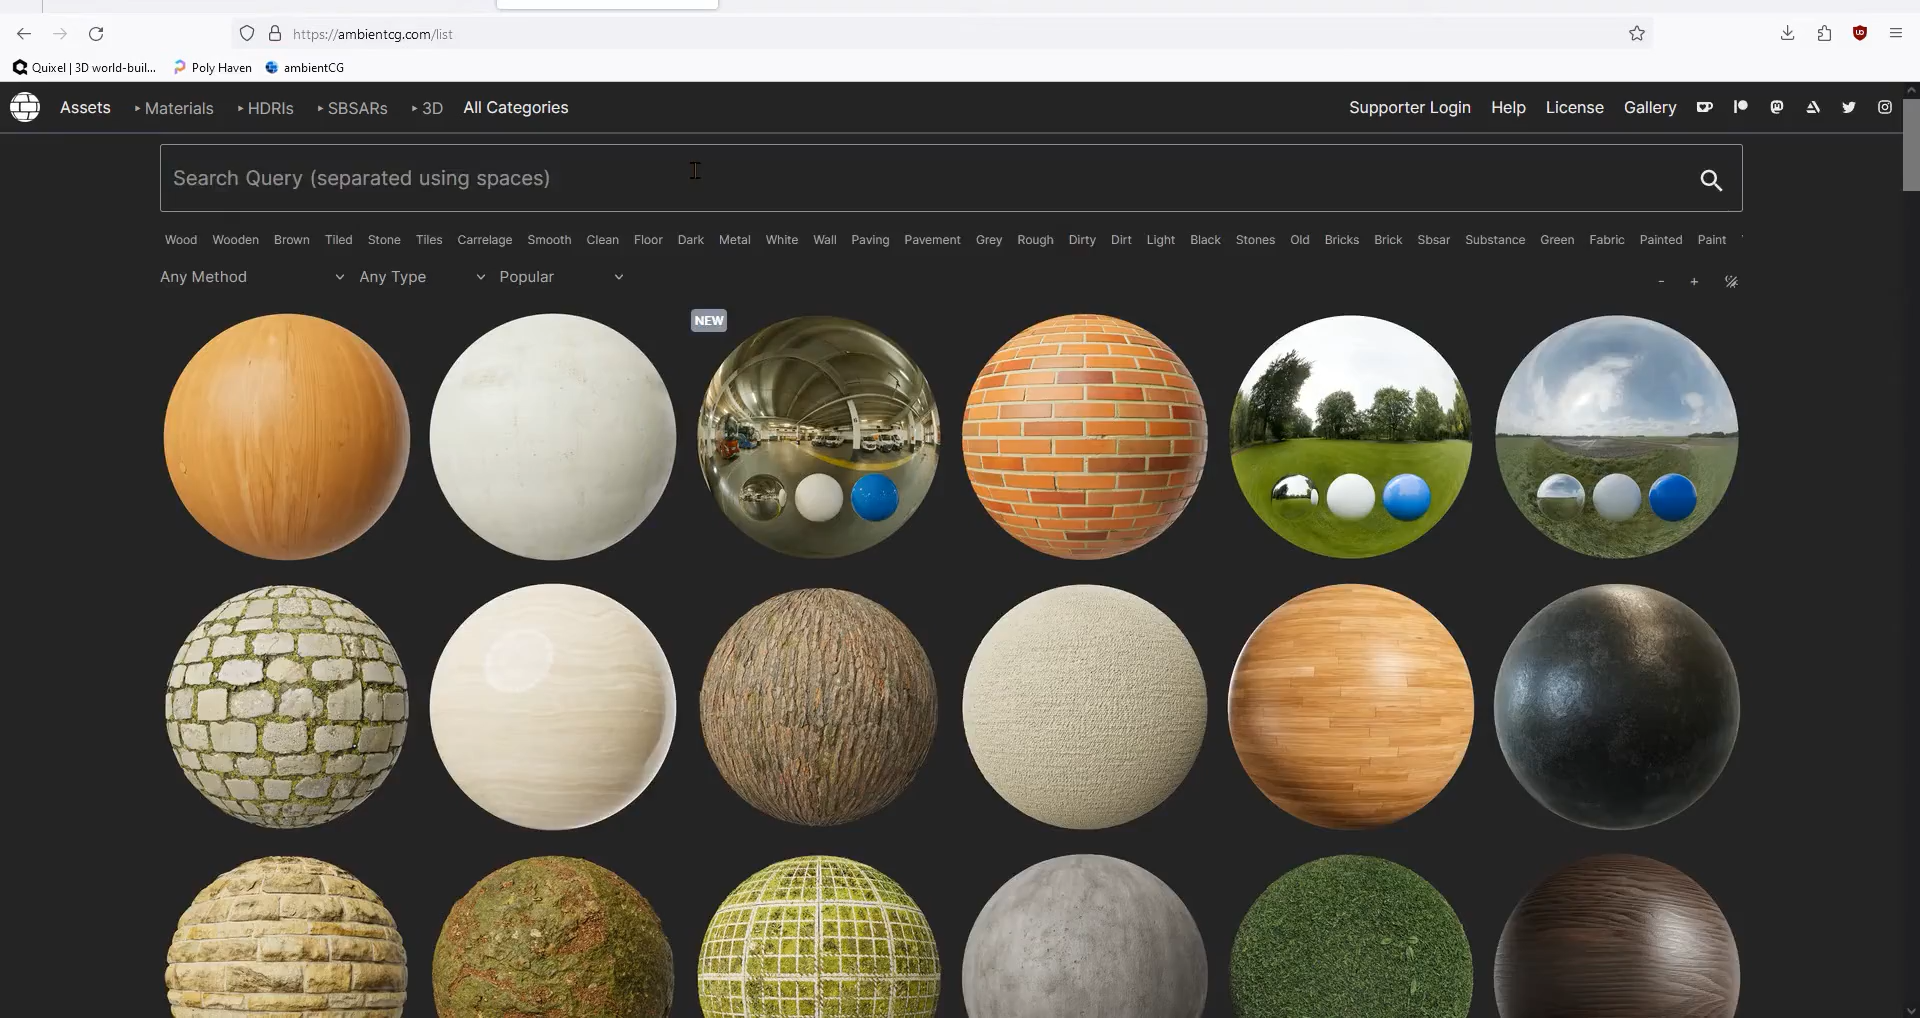 https://ambientcg.com/list
Quixel | 3D world-buil... Poly Haven ambientCG
Assets ▸ Materials ▸ HDRIs ▸ SBSARs ▸ 3D All Categories Supporter Login Help License Gallery
Search Query (separated using spaces)
Wood Wooden Brown Tiled Stone Tiles Carrelage Smooth Clean Floor Dark Metal White Wall Paving Pavement Grey Rough Dirty Dirt Light Black Stones Old Bricks Brick Sbsar Substance Green Fabric Painted Paint
Any Method Any Type Popular - +
NEW